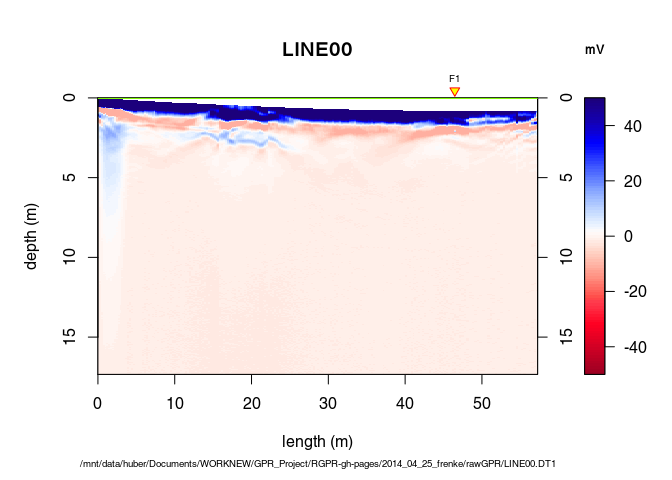 LINE00
mV
F1
0
5
10
15
0
5
10
15
40
20
0
-20
-40
depth (m)
0 10 20 30 40 50
length (m)
/mnt/data/huber/Documents/WORKNEW/GPR_Project/RGPR-gh-pages/2014_04_25_frenke/rawGPR/LINE00.DT1